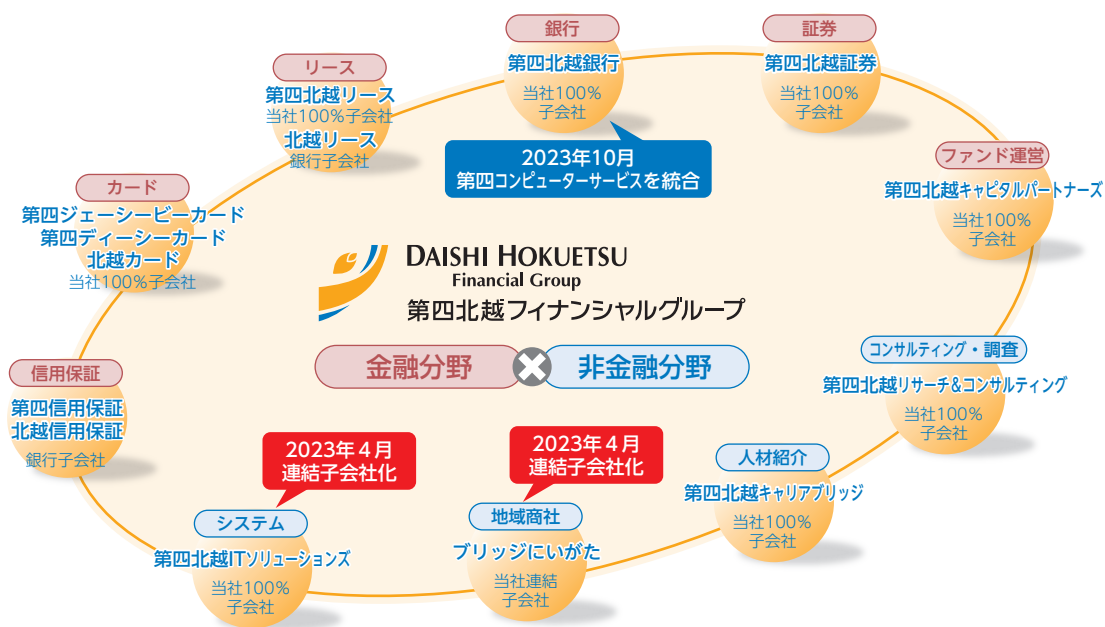 銀行
第四北越銀行
当社100%
子会社
2023年10月
第四コンピューターサービスを統合
証券
第四北越証券
当社100%
子会社
リース
第四北越リース
当社100%子会社
北越リース
銀行子会社
ファンド運営
第四北越キャピタルパートナーズ
当社100%
子会社
カード
第四ジェーシービーカード
第四ディーシーカード
北越カード
当社100%子会社
DAISHI HOKUETSU
Financial Group
第四北越フィナンシャルグループ
金融分野
非金融分野
コンサルティング・調査
第四北越リサーチ&コンサルティング
当社100%
子会社
信用保証
第四信用保証
北越信用保証
銀行子会社
2023年4月
連結子会社化
システム
第四北越ITソリューションズ
当社100%
子会社
2023年4月
連結子会社化
地域商社
ブリッジにいがた
当社連結
子会社
人材紹介
第四北越キャリアブリッジ
当社100%
子会社